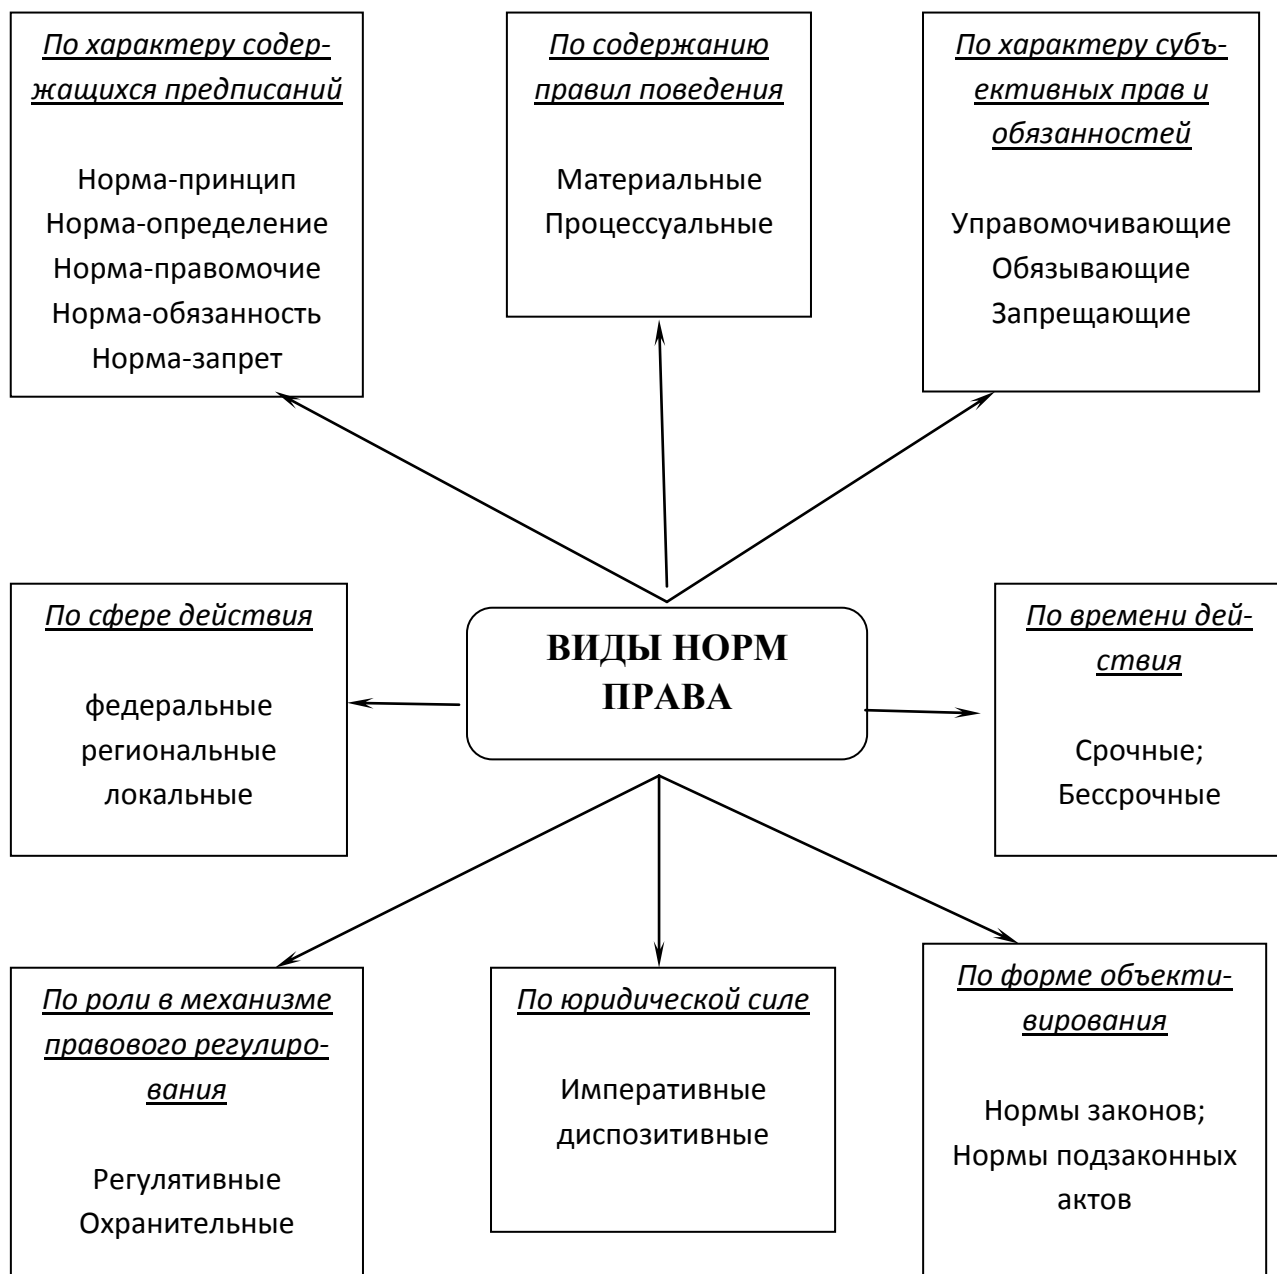 По характеру содер-
жащихся предписаний
Норма-принцип
Норма-определение
Норма-правомочие
Норма-обязанность
Норма-запрет
По содержанию
правил поведения
Материальные
Процессуальные
По характеру субъ-
ективных прав и
обязанностей
Управомочивающие
Обязывающие
Запрещающие
По сфере действия
федеральные
региональные
локальные
ВИДЫ НОРМ
ПРАВА
По времени дей-
ствия
Срочные;
Бессрочные
По роли в механизме
правового регулиро-
вания
Регулятивные
Охранительные
По юридической силе
Императивные
диспозитивные
По форме объекти-
вирования
Нормы законов;
Нормы подзаконных
актов